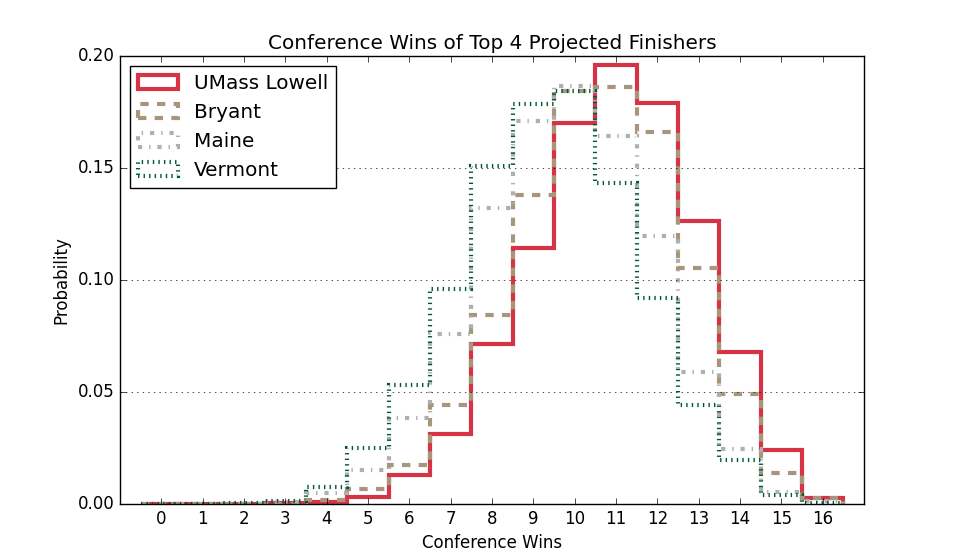 Conference Wins of Top 4 Projected Finishers
UMass Lowell
Bryant
Maine
Vermont
0.20
0.15
0.10
0.05
0.00
Probability
0 1 2 3 4 5 6 7 8 9 10 11 12 13 14 15 16
Conference Wins